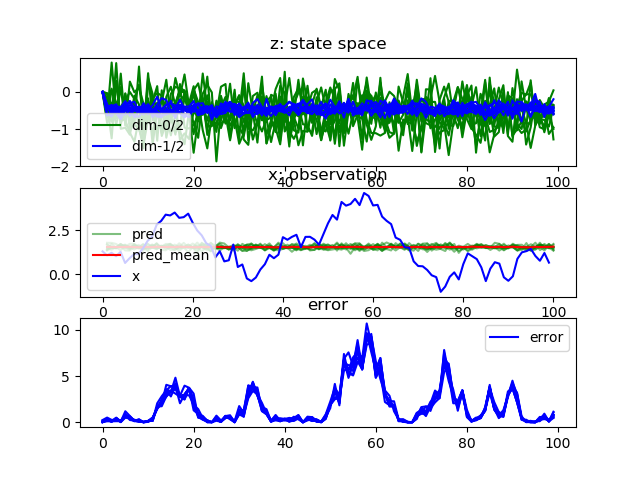 z: state space
0
−1
−2
dim-0/2
dim-1/2
0 20 40 60 80 100
x: observation
2.5
0.0
pred
pred_mean
x
0 20 40 60 80 100
error
10
5
0
error
0 20 40 60 80 100